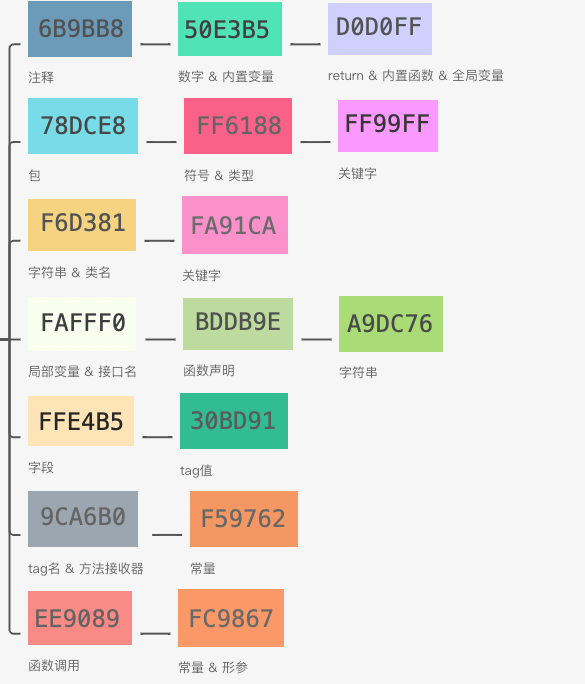 6B9BB8
50E3B5
D0D0FF
注释
数字 & 内置变量
return & 内置函数 & 全局变量
78DCE8
FF6188
FF99FF
包
符号 & 类型
关键字
F6D381
FA91CA
字符串 & 类名
关键字
FAFFF0
BDDB9E
A9DC76
局部变量 & 接口名
函数声明
字符串
FFE4B5
30BD91
字段
tag值
9CA6B0
F59762
tag名 & 方法接收器
常量
EE9089
FC9867
函数调用
常量 & 形参